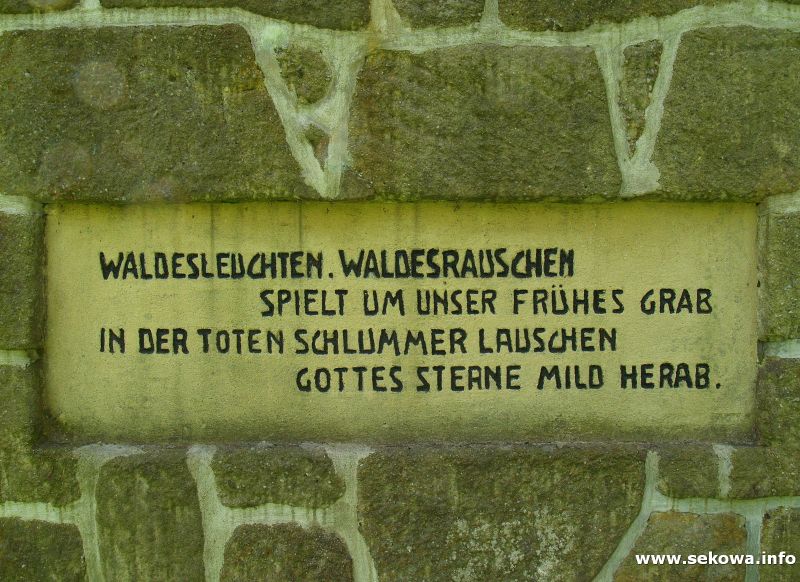 WALDESLEUCHTEN. WALDESRAUSCHEN
SPIELT UM UNSER FRÜHES GRAB
IN DER TOTEN SCHLUMMER LAUSCHEN
GOTTES STERNE MILD HERAB.
www.sekowa.info